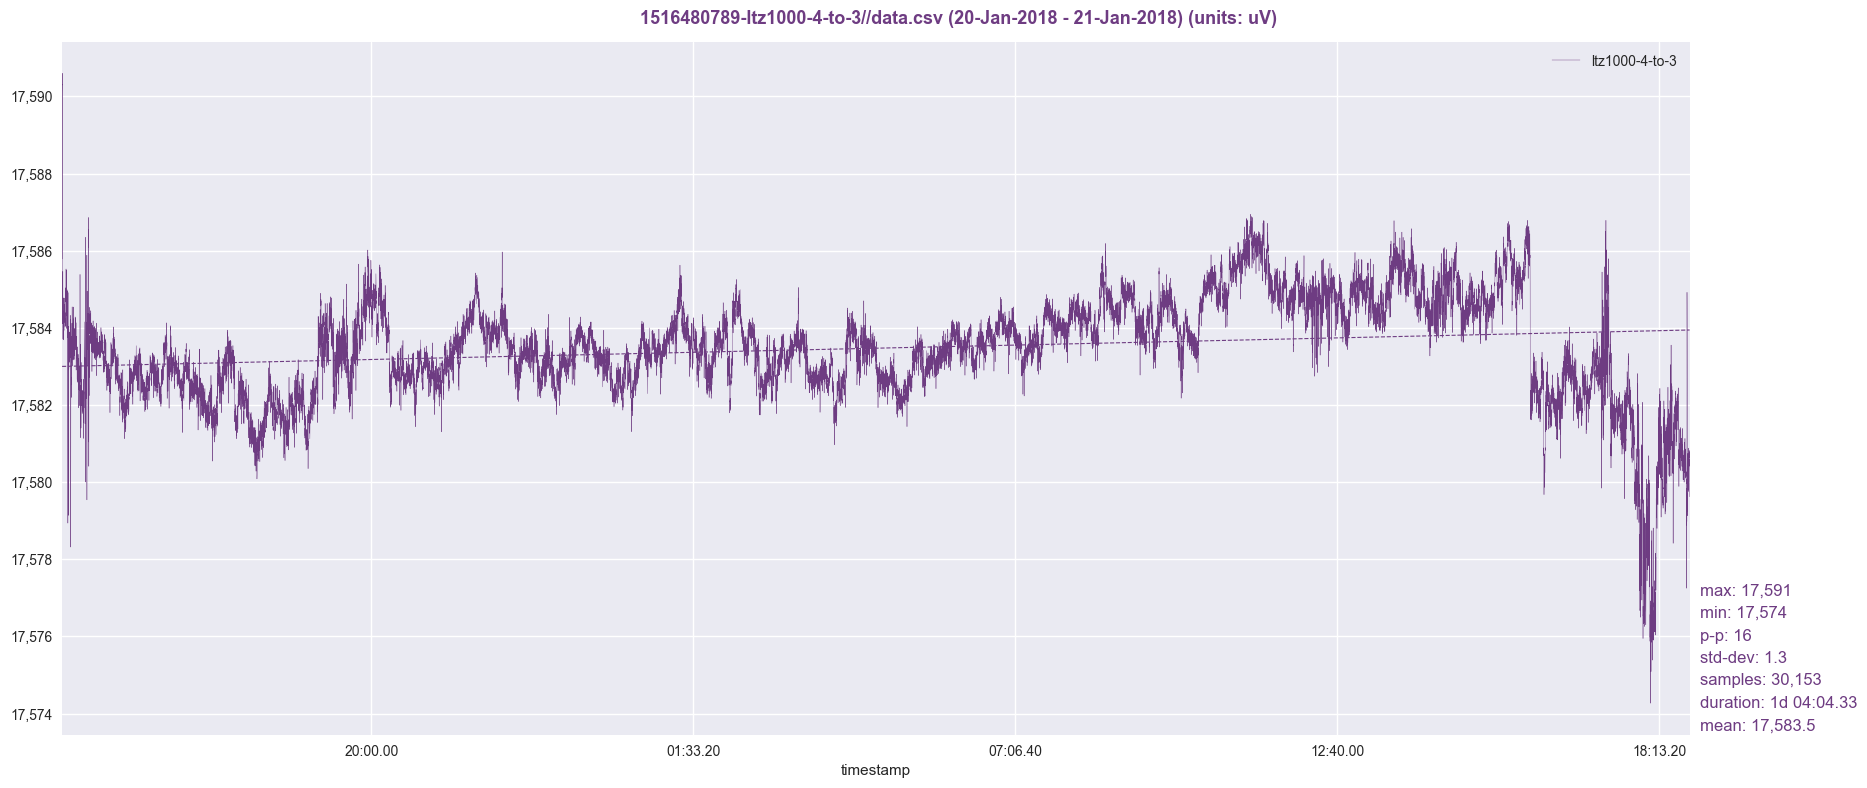 1516480789-ltz1000-4-to-3//data.csv (20-Jan-2018 - 21-Jan-2018) (units: uV)
ltz1000-4-to-3
17,590
17,588
17,586
17,584
17,582
17,580
17,578
17,576
17,574
max: 17,591
min: 17,574
p-p: 16
std-dev: 1.3
samples: 30,153
duration: 1d 04:04.33
mean: 17,583.5
20:00.00 01:33.20 07:06.40 12:40.00 18:13.20
timestamp